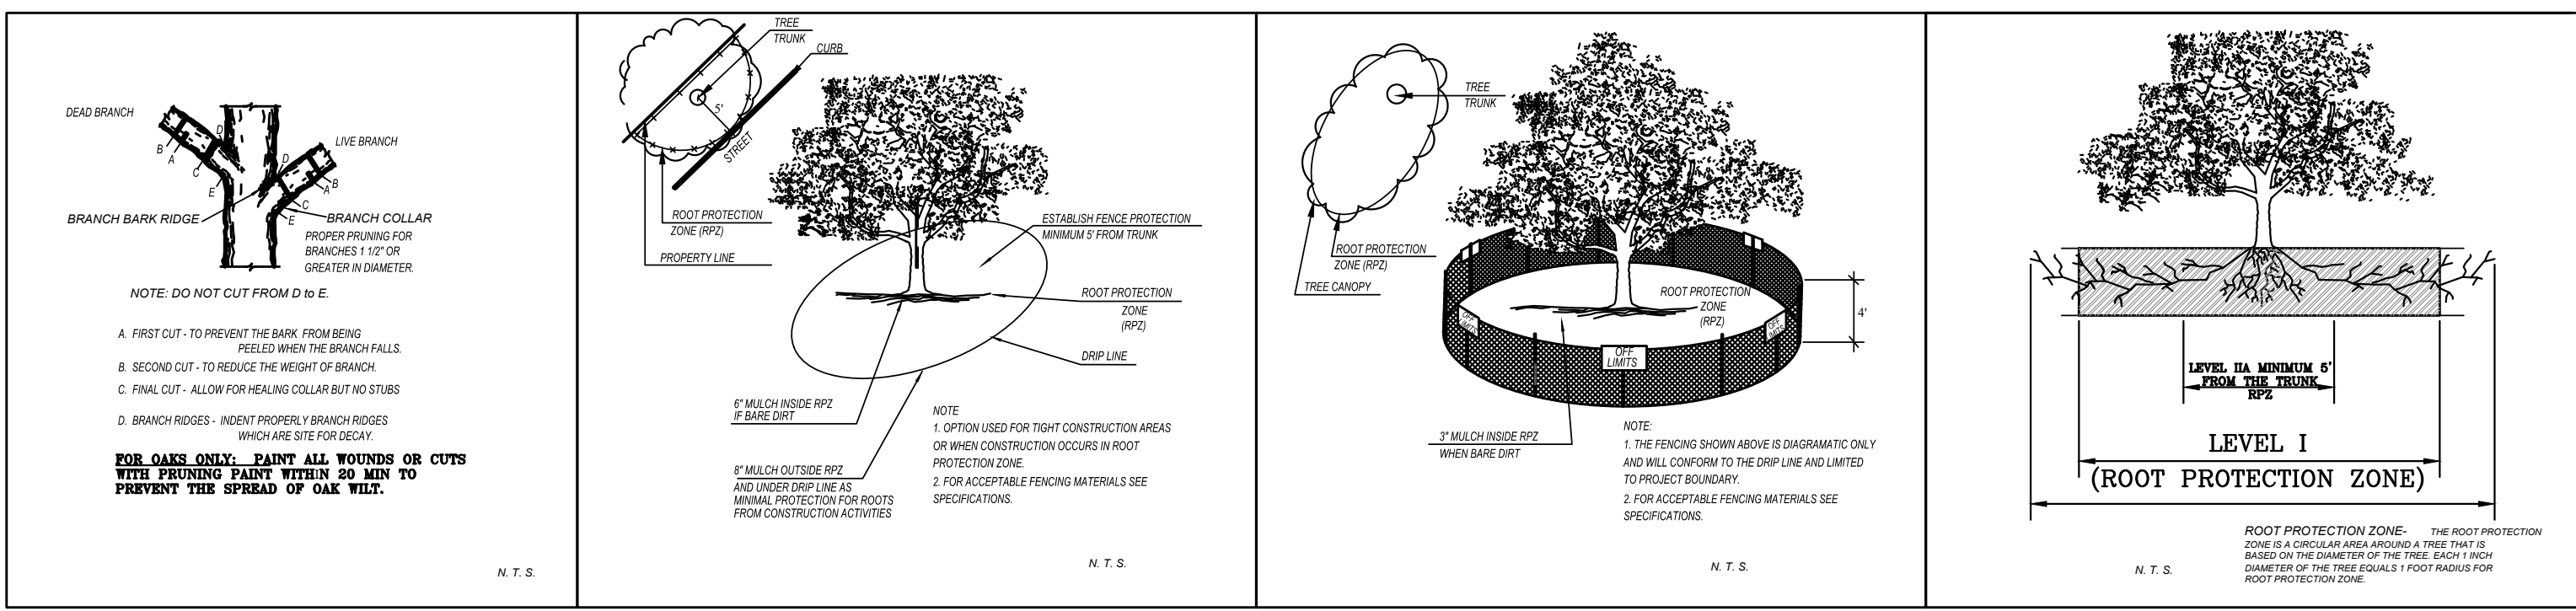 DEAD BRANCH
LIVE BRANCH
D
B
A
C
E
D
B
A
C
E
BRANCH BARK RIDGE
BRANCH COLLAR
PROPER PRUNING FOR
BRANCHES 1 1/2" OR
GREATER IN DIAMETER.
NOTE: DO NOT CUT FROM D to E.
A. FIRST CUT - TO PREVENT THE BARK FROM BEING
PEELED WHEN THE BRANCH FALLS.
B. SECOND CUT - TO REDUCE THE WEIGHT OF BRANCH.
C. FINAL CUT - ALLOW FOR HEALING COLLAR BUT NO STUBS
D. BRANCH RIDGES - INDENT PROPERLY BRANCH RIDGES
WHICH ARE SITE FOR DECAY.
FOR OAKS ONLY: PAINT ALL WOUNDS OR CUTS
WITH PRUNING PAINT WITHIN 20 MIN TO
PREVENT THE SPREAD OF OAK WILT.
N. T. S.
TREE
TRUNK
CURB
5'
STREET
ROOT PROTECTION
ZONE (RPZ)
PROPERTY LINE
ESTABLISH FENCE PROTECTION
MINIMUM 5' FROM TRUNK
ROOT PROTECTION
ZONE
(RPZ)
DRIP LINE
6" MULCH INSIDE RPZ
IF BARE DIRT
8" MULCH OUTSIDE RPZ
AND UNDER DRIP LINE AS
MINIMAL PROTECTION FOR ROOTS
FROM CONSTRUCTION ACTIVITIES
NOTE
1. OPTION USED FOR TIGHT CONSTRUCTION AREAS
OR WHEN CONSTRUCTION OCCURS IN ROOT
PROTECTION ZONE.
2. FOR ACCEPTABLE FENCING MATERIALS SEE
SPECIFICATIONS.
N. T. S.
TREE
TRUNK
ROOT PROTECTION
ZONE (RPZ)
TREE CANOPY
ROOT PROTECTION
ZONE
(RPZ)
4'
OFF
LIMITS
OFF
LIMITS
OFF
LIMITS
3" MULCH INSIDE RPZ
WHEN BARE DIRT
NOTE:
1. THE FENCING SHOWN ABOVE IS DIAGRAMATIC ONLY
AND WILL CONFORM TO THE DRIP LINE AND LIMITED
TO PROJECT BOUNDARY.
2. FOR ACCEPTABLE FENCING MATERIALS SEE
SPECIFICATIONS.
N. T. S.
LEVEL IIA MINIMUM 5'
FROM THE TRUNK
RPZ
LEVEL I
(ROOT PROTECTION ZONE)
ROOT PROTECTION ZONE- THE ROOT PROTECTION
ZONE IS A CIRCULAR AREA AROUND A TREE THAT IS
BASED ON THE DIAMETER OF THE TREE. EACH 1 INCH
DIAMETER OF THE TREE EQUALS 1 FOOT RADIUS FOR
ROOT PROTECTION ZONE.
N. T. S.